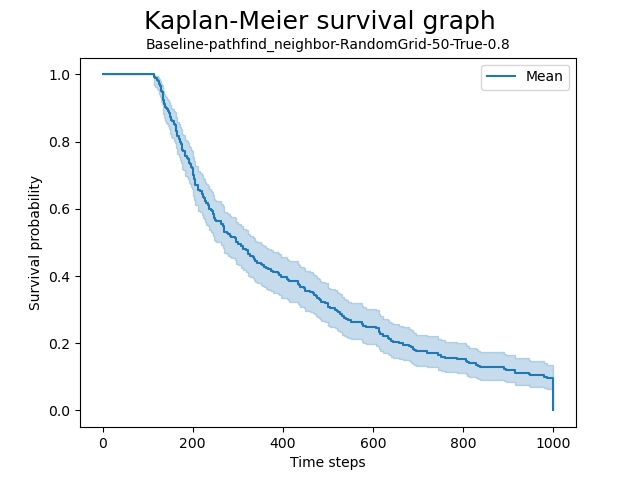 Kaplan-Meier survival graph
Baseline-pathfind_neighbor-RandomGrid-50-True-0.8
Mean
Survival probability
1.0
0.8
0.6
0.4
0.2
0.0
0 200 400 600 800 1000
Time steps